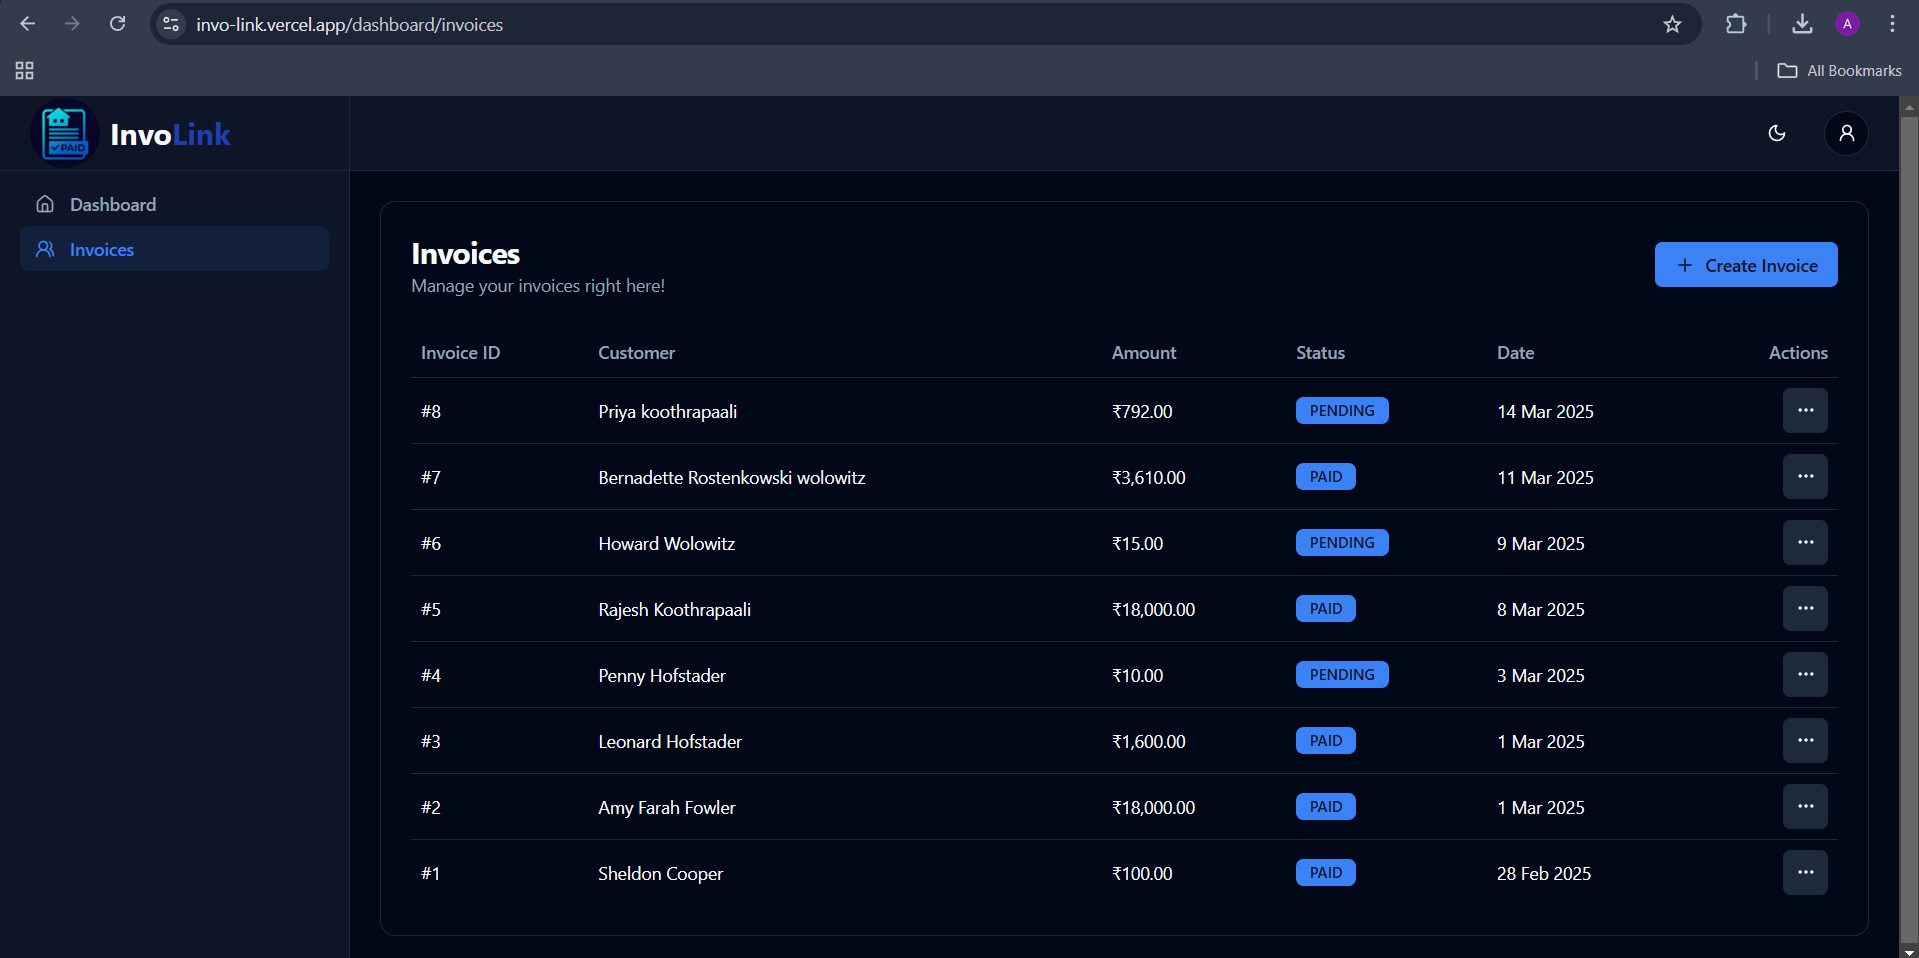 invo-link.vercel.app/dashboard/invoices
A
All Bookmarks
PAID
InvoLink
Dashboard
Invoices
Invoices
Manage your invoices right here!
+ Create Invoice
Invoice ID Customer Amount Status Date Actions
#8 Priya koothrapaali ₹792.00 PENDING 14 Mar 2025 ...
#7 Bernadette Rostenkowski wolowitz ₹3,610.00 PAID 11 Mar 2025 ...
#6 Howard Wolowitz ₹15.00 PENDING 9 Mar 2025 ...
#5 Rajesh Koothrapaali ₹18,000.00 PAID 8 Mar 2025 ...
#4 Penny Hofstader ₹10.00 PENDING 3 Mar 2025 ...
#3 Leonard Hofstader ₹1,600.00 PAID 1 Mar 2025 ...
#2 Amy Farah Fowler ₹18,000.00 PAID 1 Mar 2025 ...
#1 Sheldon Cooper ₹100.00 PAID 28 Feb 2025 ...